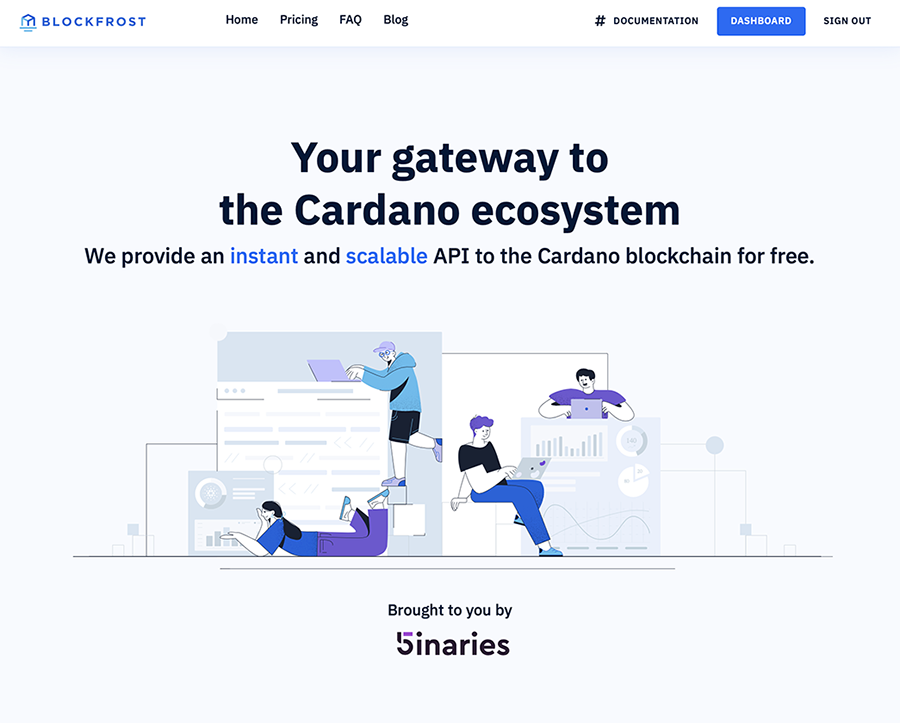 BLOCKFROST
Home Pricing FAQ Blog
# DOCUMENTATION DASHBOARD SIGN OUT
Your gateway to
the Cardano ecosystem
We provide an instant and scalable API to the Cardano blockchain for free.
140
Brought to you by
5inaries